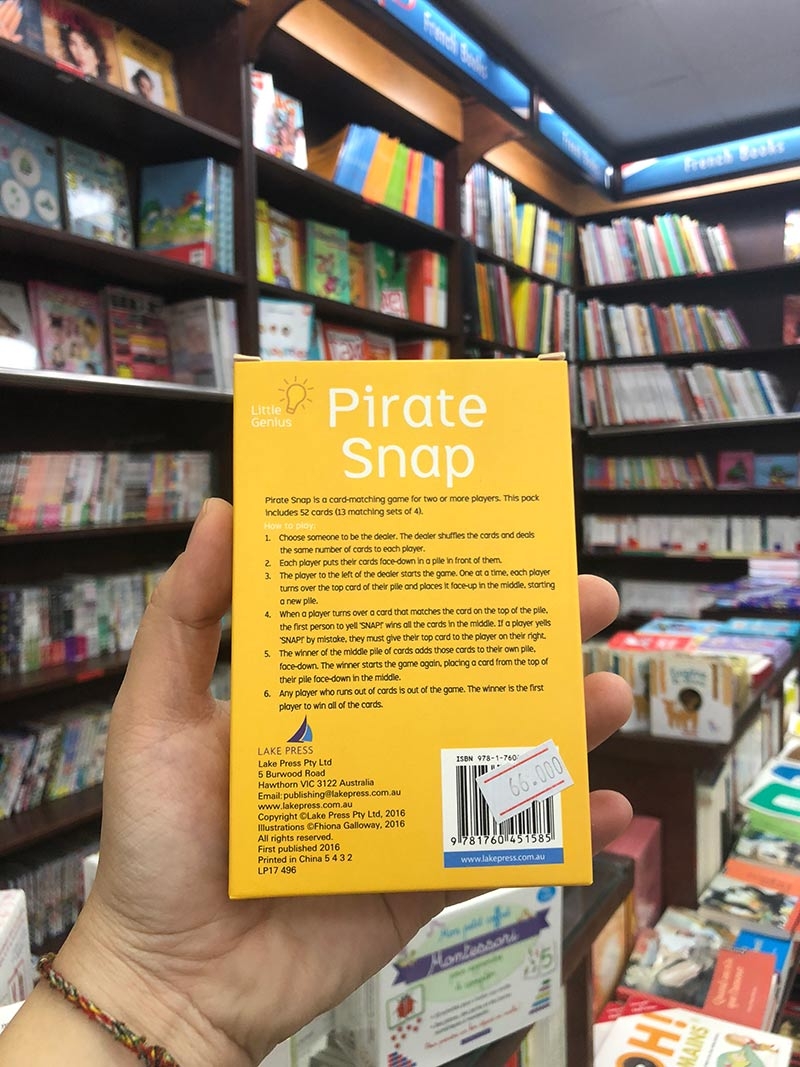 French Books
French Books
French Books
Little
Genius
Pirate
Snap
Pirate Snap is a card-matching game for two or more players. This pack
includes 52 cards (13 matching sets of 4).
How to play:
1. Choose someone to be the dealer. The dealer shuffles the cards and deals
the same number of cards to each player.
2. Each player puts their cards face-down in a pile in front of them.
3. The player to the left of the dealer starts the game. One at a time, each player
turns over the top card of their pile and places it face-up in the middle, starting
a new pile.
4. When a player turns over a card that matches the card on the top of the pile,
the first person to yell 'SNAP!' wins all the cards in the middle. If a player yells
'SNAP!' by mistake, they must give their top card to the player on their right.
5. The winner of the middle pile of cards adds those cards to their own pile,
face-down. The winner starts the game again, placing a card from the top of
their pile face-down in the middle.
6. Any player who runs out of cards is out of the game. The winner is the first
player to win all of the cards.
LAKE PRESS
Lake Press Pty Ltd
5 Burwood Road
Hawthorn VIC 3122 Australia
Email: publishing@lakepress.com.au
www.lakepress.com.au
Copyright ©Lake Press Pty Ltd, 2016
Illustrations ©Fhiona Galloway, 2016
All rights reserved.
First published 2016
Printed in China 5 4 3 2
LP17 496
ISBN 978-1-760
66.000
9 781760 451585
www.lakepress.com.au
Mon petit coffret
Montessori
5
OH!